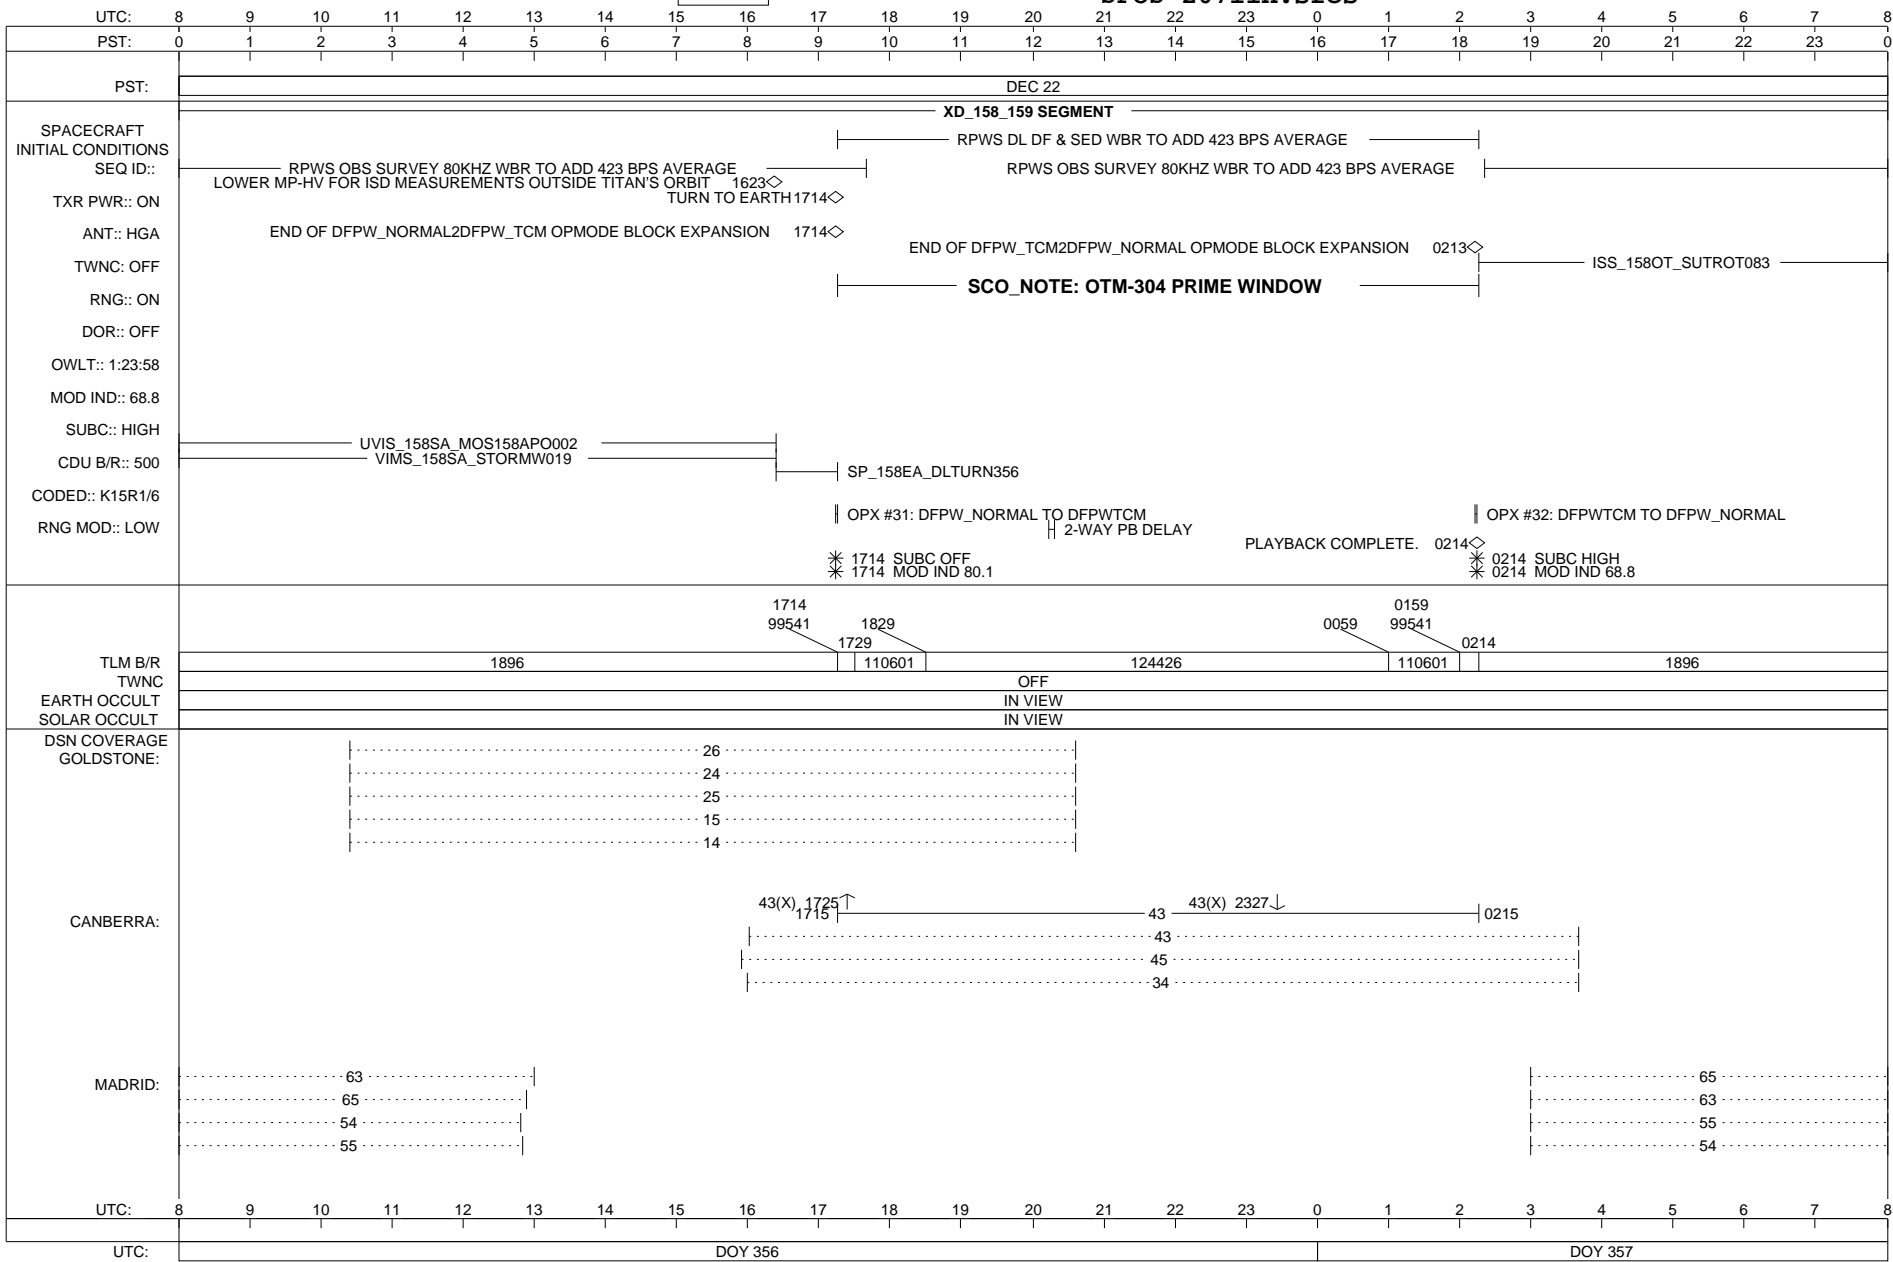 UTC: 8 9 10 11 12 13 14 15 16 17 18 19 20 21 22 23 0 1 2 3 4 5 6 7 8
PST: 0 1 2 3 4 5 6 7 8 9 10 11 12 13 14 15 16 17 18 19 20 21 22 23 0
PST: DEC 22
XD_158_159 SEGMENT
SPACECRAFT
INITIAL CONDITIONS
RPWS DL DF & SED WBR TO ADD 423 BPS AVERAGE
SEQ ID:: RPWS OBS SURVEY 80KHZ WBR TO ADD 423 BPS AVERAGE RPWS OBS SURVEY 80KHZ WBR TO ADD 423 BPS AVERAGE
LOWER MP-HV FOR ISD MEASUREMENTS OUTSIDE TITAN'S ORBIT 1623
TXR PWR:: ON TURN TO EARTH 1714
ANT:: HGA END OF DFPW_NORMAL2DFPW_TCM OPMODE BLOCK EXPANSION 1714
END OF DFPW_TCM2DFPW_NORMAL OPMODE BLOCK EXPANSION 0213
TWNC: OFF ISS_158OT_SUTROT083
SCO_NOTE: OTM-304 PRIME WINDOW
RNG:: ON
DOR:: OFF
OWLT:: 1:23:58
MOD IND:: 68.8
SUBC:: HIGH
UVIS_158SA_MOS158APO002
CDU B/R:: 500 VIMS_158SA_STORMW019
SP_158EA_DLTURN356
CODED:: K15R1/6
OPX #31: DFPW_NORMAL TO DFPWTCM OPX #32: DFPWTCM TO DFPW_NORMAL
RNG MOD:: LOW 2-WAY PB DELAY
PLAYBACK COMPLETE. 0214
1714 SUBC OFF 0214 SUBC HIGH
1714 MOD IND 80.1 0214 MOD IND 68.8
1714 0159
99541 1829 0059 99541
1729 0214
TLM B/R 1896 110601 124426 110601 1896
TWNC OFF
EARTH OCCULT IN VIEW
SOLAR OCCULT IN VIEW
DSN COVERAGE
GOLDSTONE:
26
24
25
15
14
43(X) 1725 43(X) 2327
CANBERRA: 1715 43 0215
43
45
34
MADRID: 63 65
65 63
54 55
55 54
UTC: 8 9 10 11 12 13 14 15 16 17 18 19 20 21 22 23 0 1 2 3 4 5 6 7 8
UTC: DOY 356 DOY 357